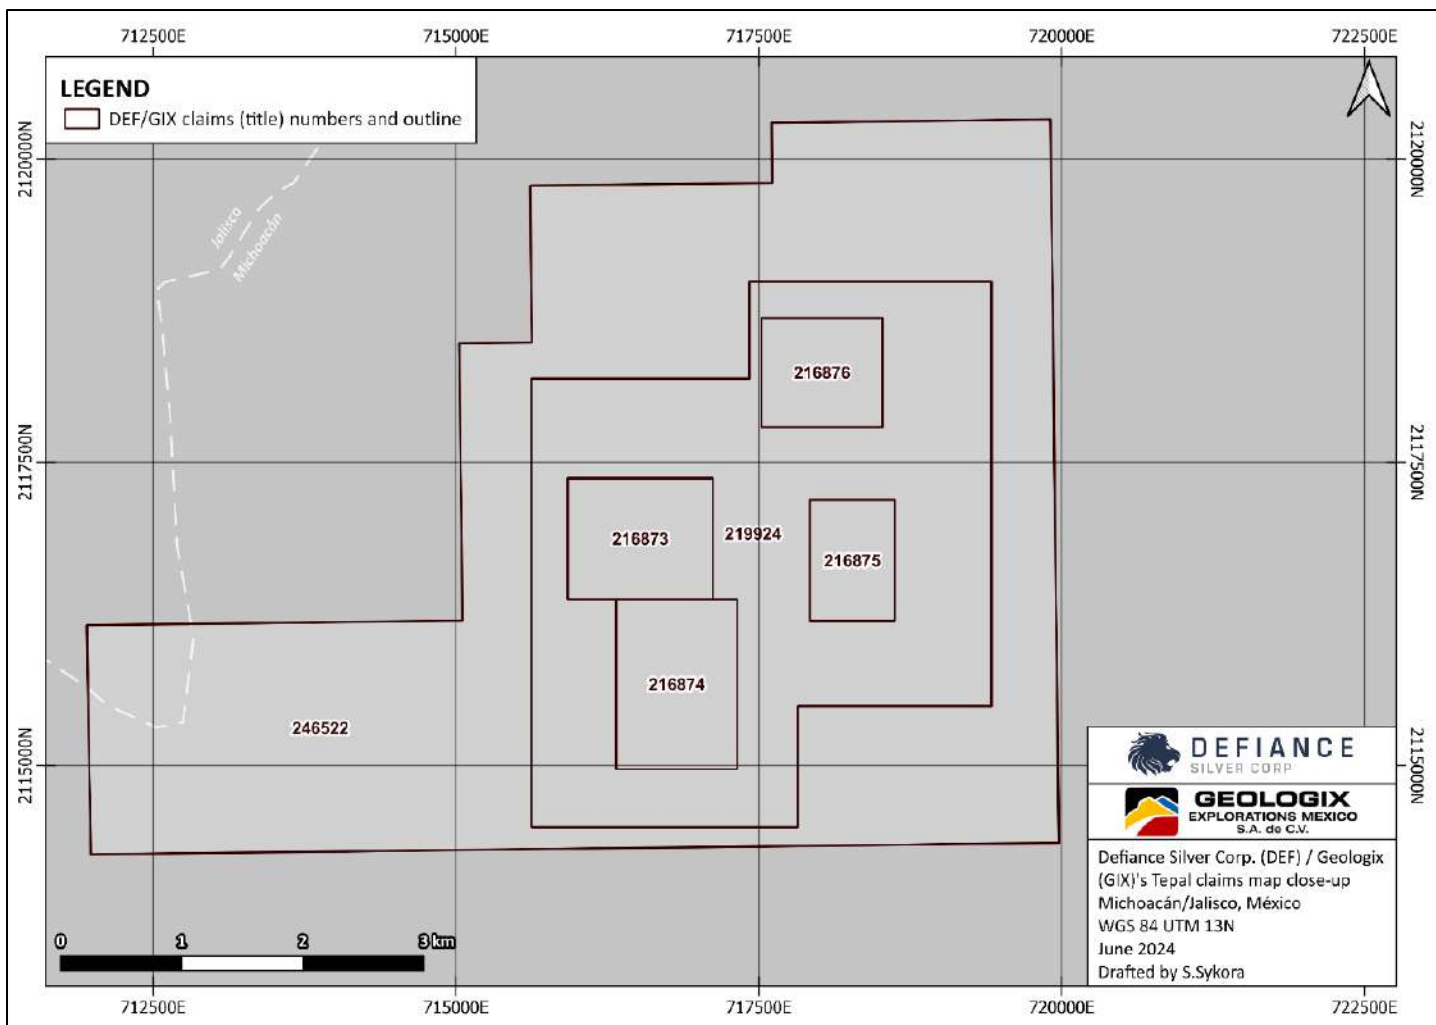 712500E
715000E
717500E
720000E
722500E
LEGEND
DEF/GIX claims (title) numbers and outline
2120000N
2120000N
Jalisco
Michoacán
216876
2117500N
2117500N
216873
219924
216875
216874
246522
2115000N
2115000N
DEFIANCE
SILVER CORP
GEOLOGIX
EXPLORATIONS MEXICO
S.A. de C.V.
Defiance Silver Corp. (DEF) / Geologix
(GIX)'s Tepal claims map close-up
Michoacán/Jalisco, México
WGS 84 UTM 13N
June 2024
Drafted by S.Sykora
0
1
2
3 km
712500E
715000E
717500E
720000E
722500E